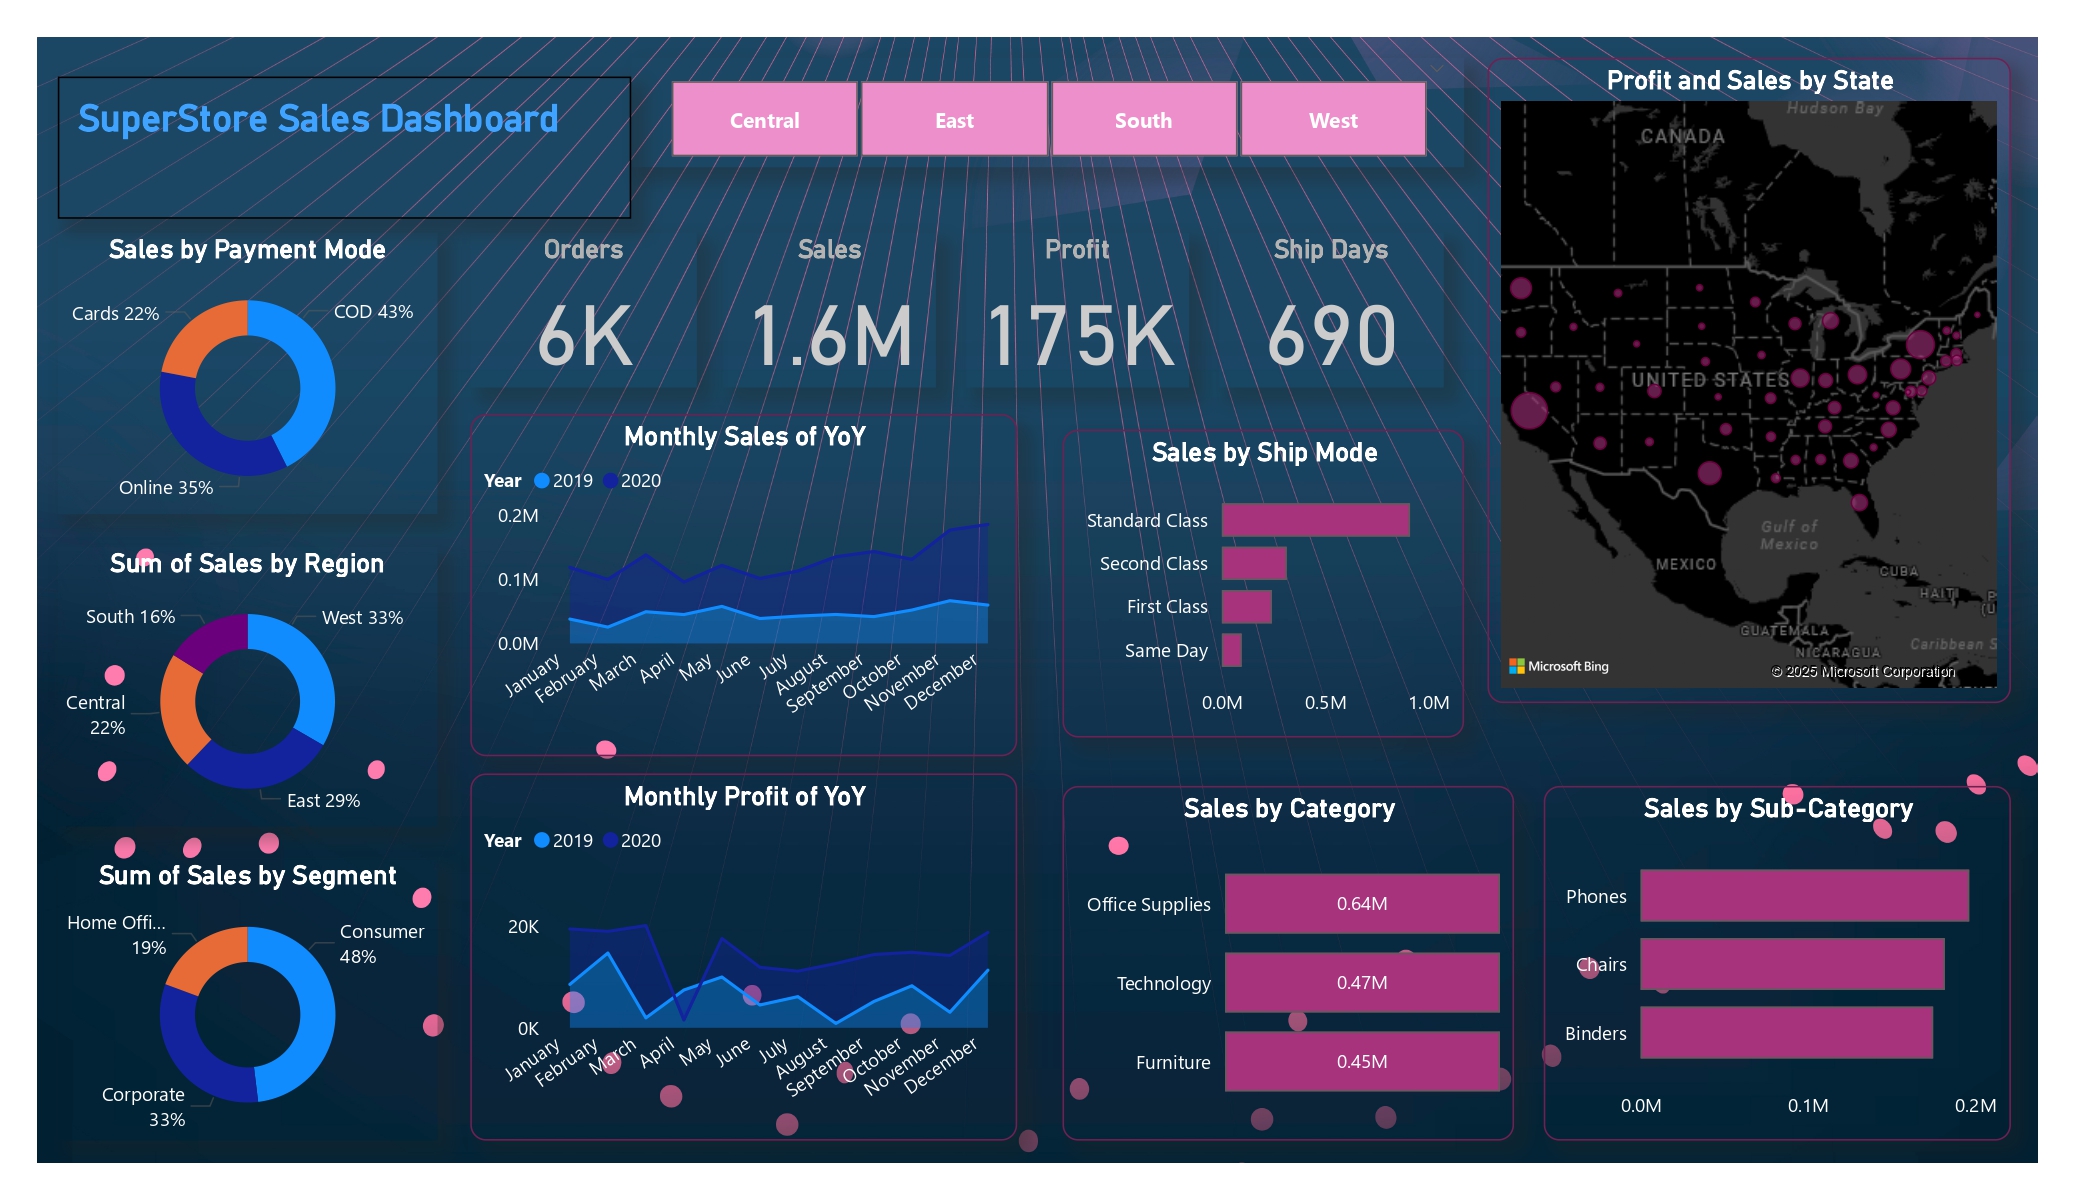 SuperStore Sales Dashboard
Central
East
South
West
Profit and Sales by State
Hudson Bay
CANADA
UNITED STATES
Gulf of
Mexico
MEXICO
CUBA
GUATEMALA
NICARAGUA
Caribbean S
Microsoft Bing
© 2025 Microsoft Corporation
Sales by Payment Mode
Cards 22%
COD 43%
Online 35%
Orders
6K
Sales
1.6M
Profit
175K
Ship Days
690
Sum of Sales by Region
South 16%
West 33%
Central
22%
East 29%
Sum of Sales by Segment
Home Offi...
19%
Consumer
48%
Corporate
33%
Monthly Sales of YoY
Year 2019 2020
0.2M
0.1M
0.0M
January
February
March
April
May
June
July
August
September
October
November
December
Sales by Ship Mode
Standard Class
Second Class
First Class
Same Day
0.0M 0.5M 1.0M
Monthly Profit of YoY
Year 2019 2020
20K
0K
January
February
March
April
May
June
July
August
September
October
November
December
Sales by Category
Office Supplies 0.64M
Technology 0.47M
Furniture 0.45M
Sales by Sub-Category
Phones
Chairs
Binders
0.0M 0.1M 0.2M